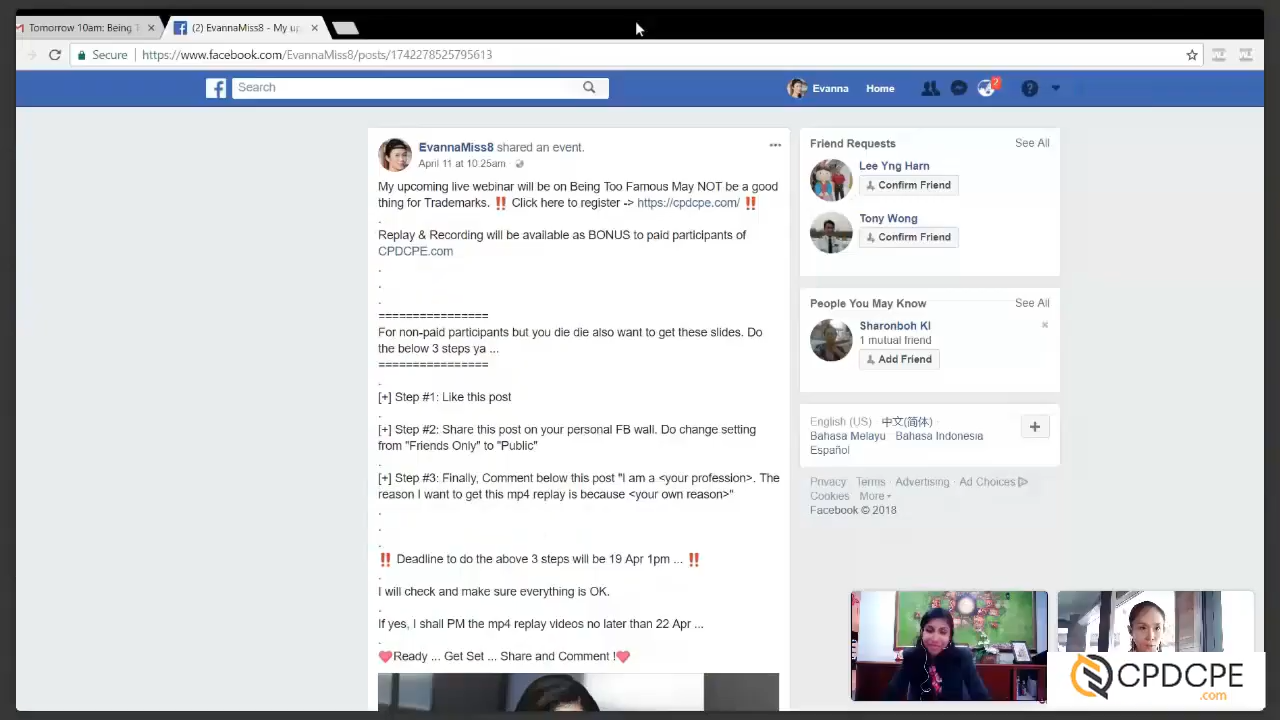 Tomorrow 10am: Being T
(2) EvannaMiss8 - My up
Secure
https://www.facebook.com/EvannaMiss8/posts/1742278525795613
Search
Evanna
Home
2
EvannaMiss8 shared an event.
April 11 at 10:25am
My upcoming live webinar will be on Being Too Famous May NOT be a good
thing for Trademarks. ‼️ Click here to register -> https://cpdcpe.com/ ‼️
.
Replay & Recording will be available as BONUS to paid participants of
CPDCPE.com
.
.
.
================
For non-paid participants but you die die also want to get these slides. Do
the below 3 steps ya ...
================
.
[+] Step #1: Like this post
.
[+] Step #2: Share this post on your personal FB wall. Do change setting
from "Friends Only" to "Public"
.
[+] Step #3: Finally, Comment below this post "I am a <your profession>. The
reason I want to get this mp4 replay is because <your own reason>"
.
.
.
‼️ Deadline to do the above 3 steps will be 19 Apr 1pm ... ‼️
.
I will check and make sure everything is OK.
.
If yes, I shall PM the mp4 replay videos no later than 22 Apr ...
.
Ready ... Get Set ... Share and Comment !
Friend Requests
See All
Lee Yng Harn
Confirm Friend
Tony Wong
Confirm Friend
People You May Know
See All
Sharonboh Kl
1 mutual friend
Add Friend
English (US) · 中文(简体) ·
Bahasa Melayu · Bahasa Indonesia ·
Español
Privacy · Terms · Advertising · Ad Choices
Cookies · More
Facebook © 2018
CPDCPE
.com